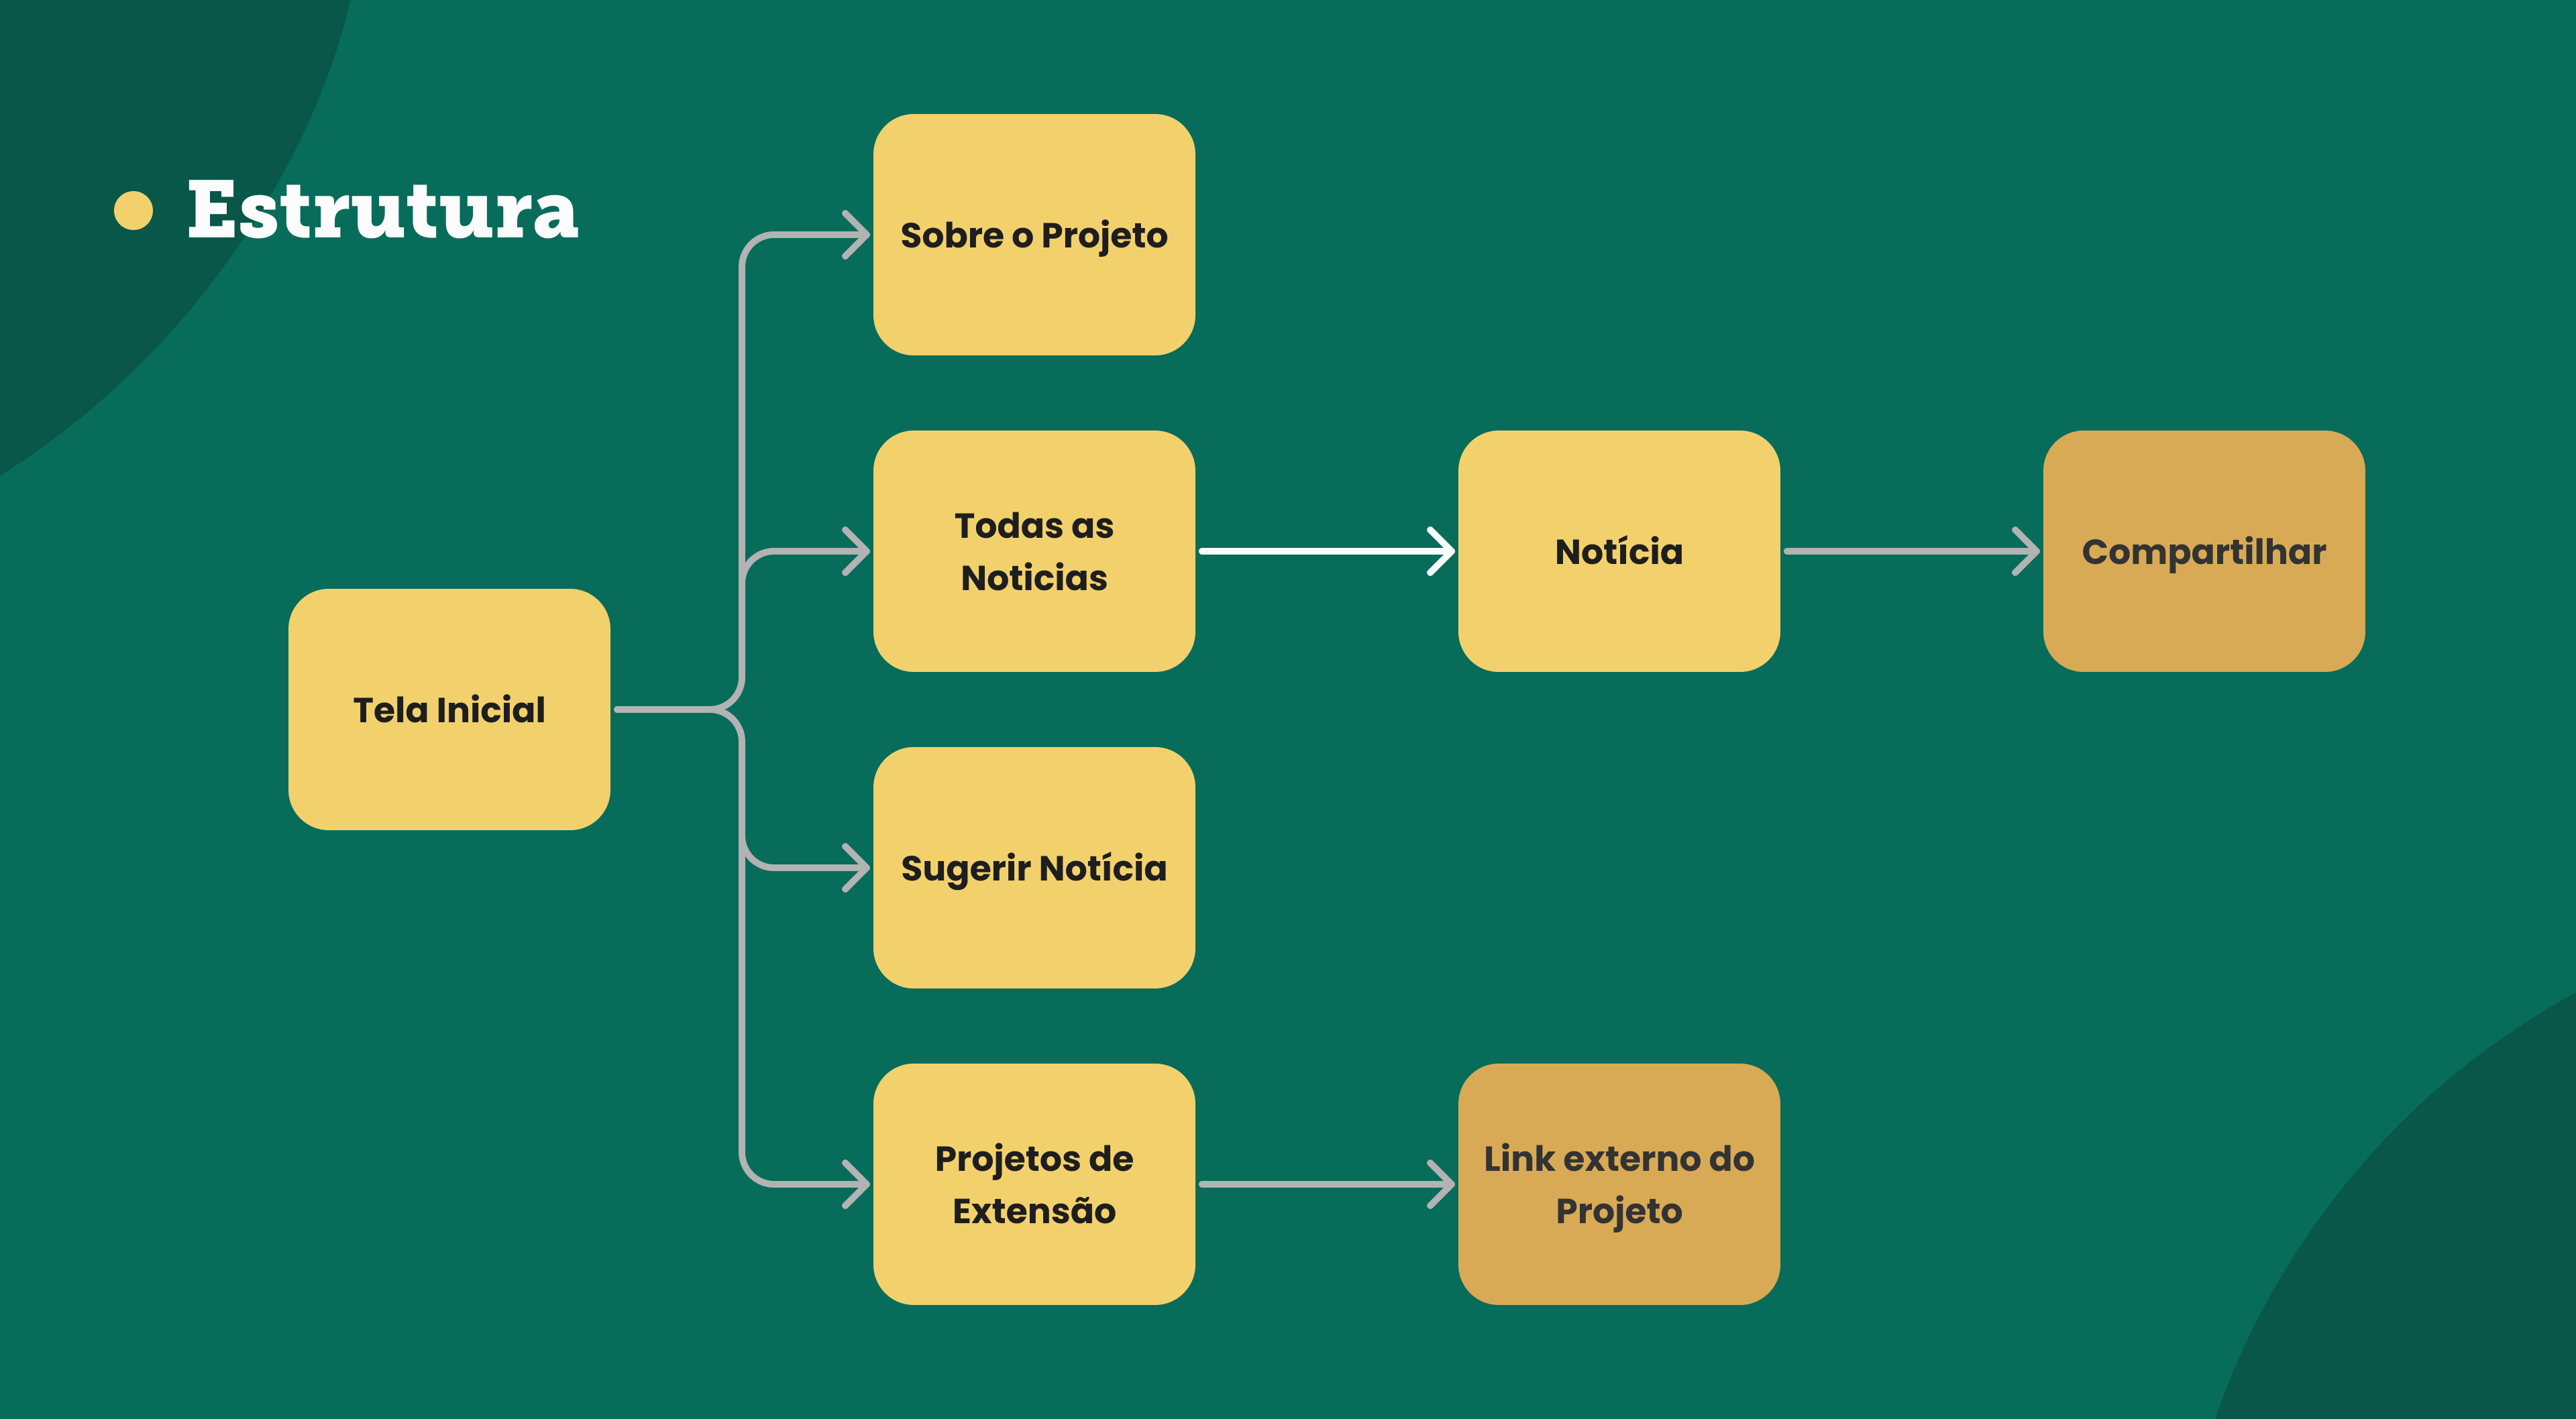 Estrutura
Sobre o Projeto
Todas as
Noticias
Notícia
Compartilhar
Tela Inicial
Sugerir Notícia
Projetos de
Extensão
Link externo do
Projeto